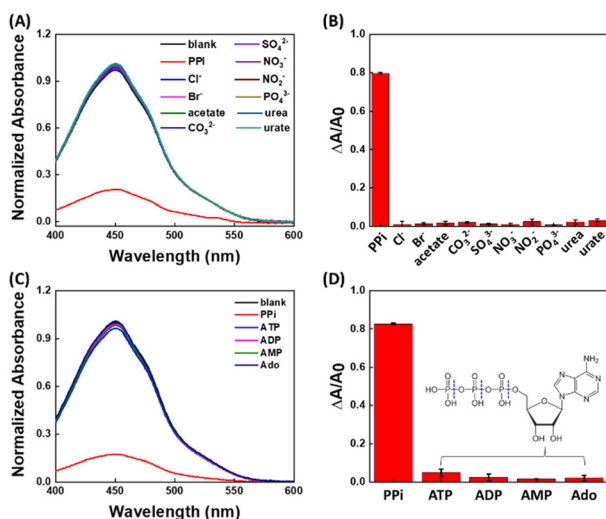 (A)
Normalized Absorbance
1.2
0.9
0.6
0.3
0.0
blank
PPi
Cl⁻
Br⁻
acetate
CO₃²⁻
SO₄²⁻
NO₃⁻
NO₂⁻
PO₄³⁻
urea
urate
400 450 500 550 600
Wavelength (nm)
(B)
ΔA/A0
1.0
0.8
0.6
0.4
0.2
0.0
PPi Cl⁻ Br⁻ acetate CO₃²⁻ SO₄³⁻ NO₃⁻ NO₂⁻ PO₄³⁻ urea urate
(C)
Normalized Absorbance
1.2
0.9
0.6
0.3
0.0
blank
PPi
ATP
ADP
AMP
Ado
400 450 500 550 600
Wavelength (nm)
(D)
ΔA/A0
1.0
0.8
0.6
0.4
0.2
0.0
NH₂
N N
N N
O O O
HO P O P O P O
OH OH OH
O
OH OH
PPi ATP ADP AMP Ado